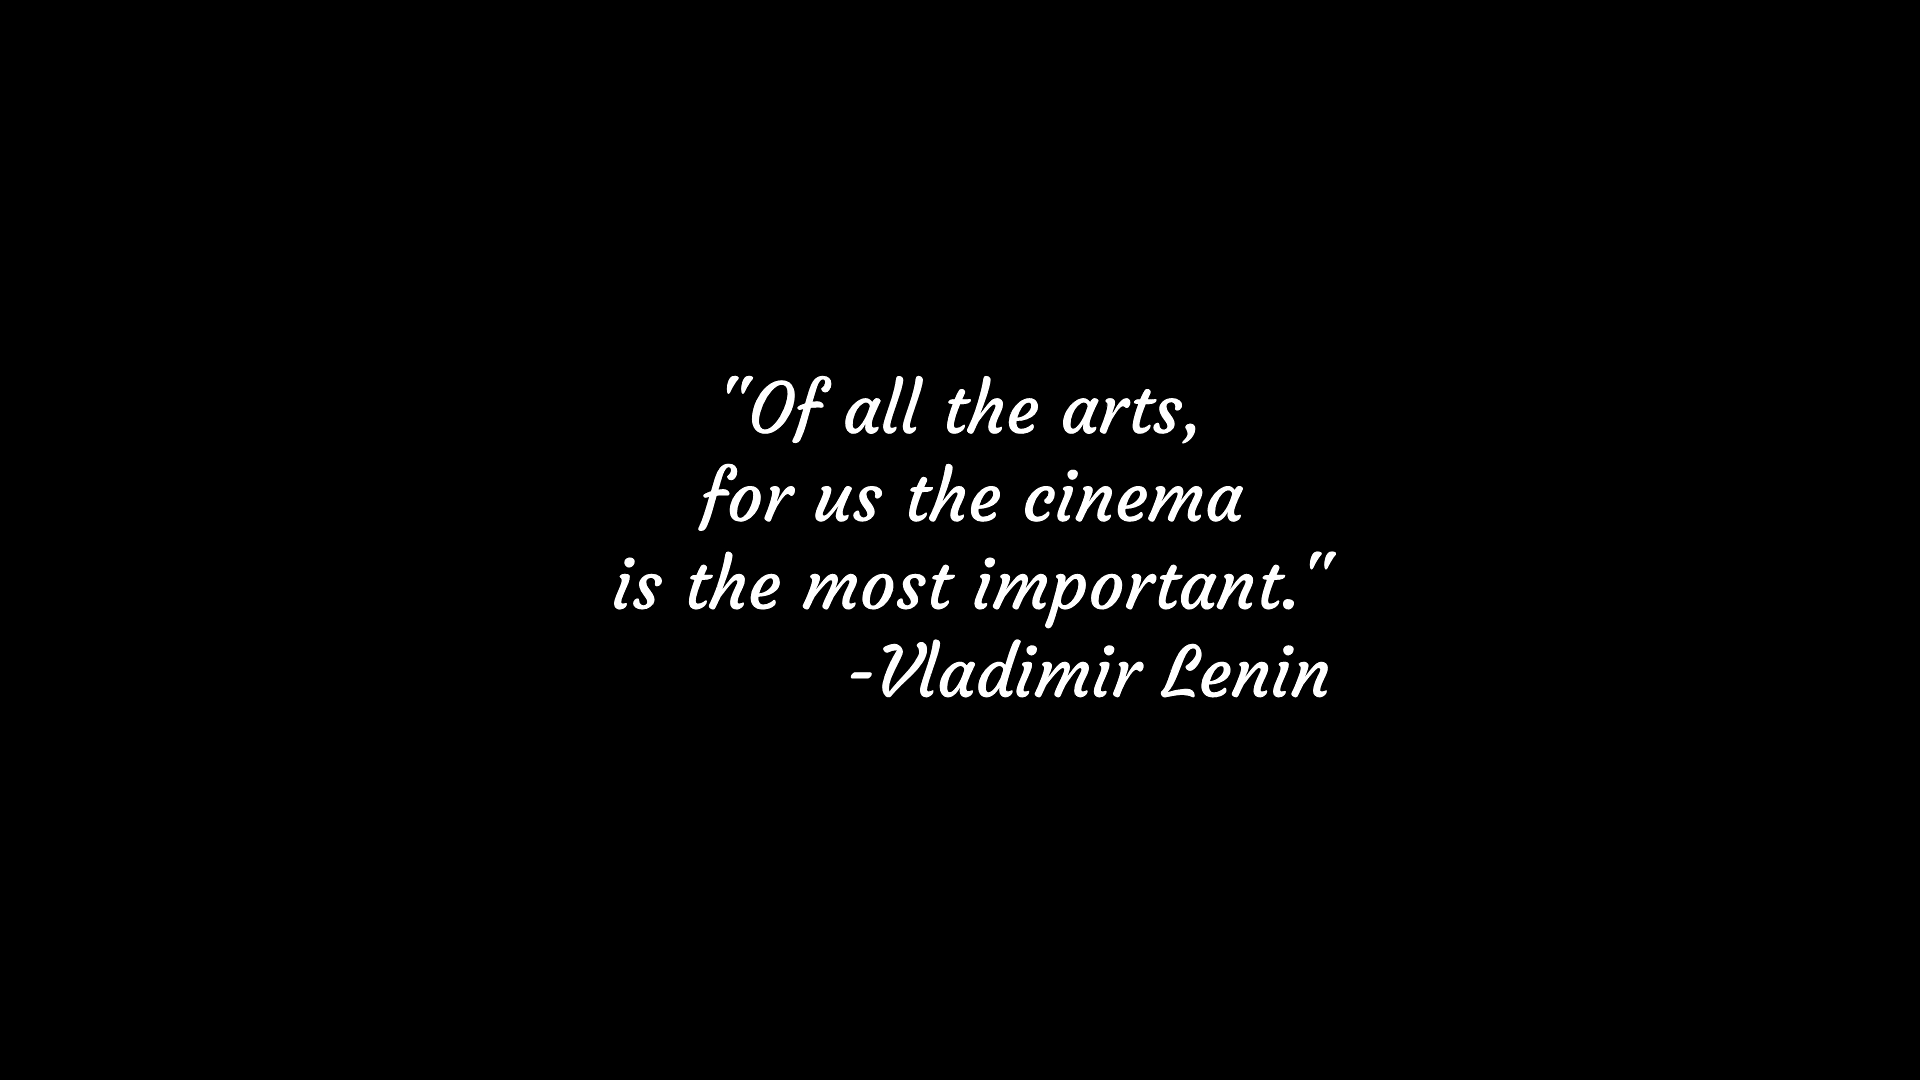 "Of all the arts,
for us the cinema
is the most important."
-Vladimir Lenin